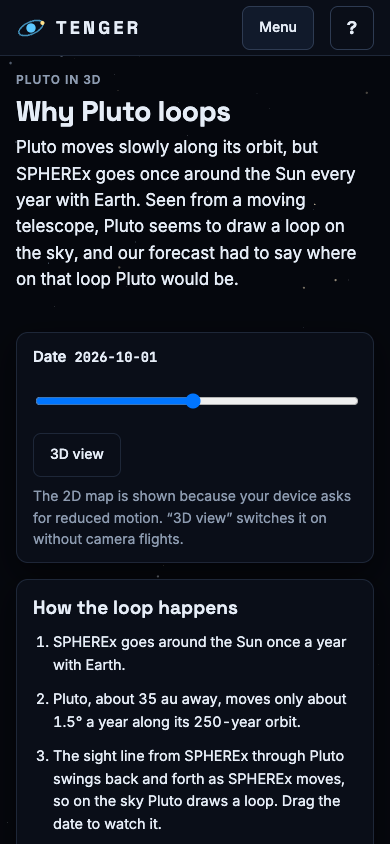 TENGER
Menu
?
PLUTO IN 3D
Why Pluto loops
Pluto moves slowly along its orbit, but
SPHEREx goes once around the Sun every
year with Earth. Seen from a moving
telescope, Pluto seems to draw a loop on
the sky, and our forecast had to say where
on that loop Pluto would be.
Date 2026-10-01
3D view
The 2D map is shown because your device asks
for reduced motion. “3D view” switches it on
without camera flights.
How the loop happens
1. SPHEREx goes around the Sun once a year
with Earth.
2. Pluto, about 35 au away, moves only about
1.5° a year along its 250-year orbit.
3. The sight line from SPHEREx through Pluto
swings back and forth as SPHEREx moves,
so on the sky Pluto draws a loop. Drag the
date to watch it.